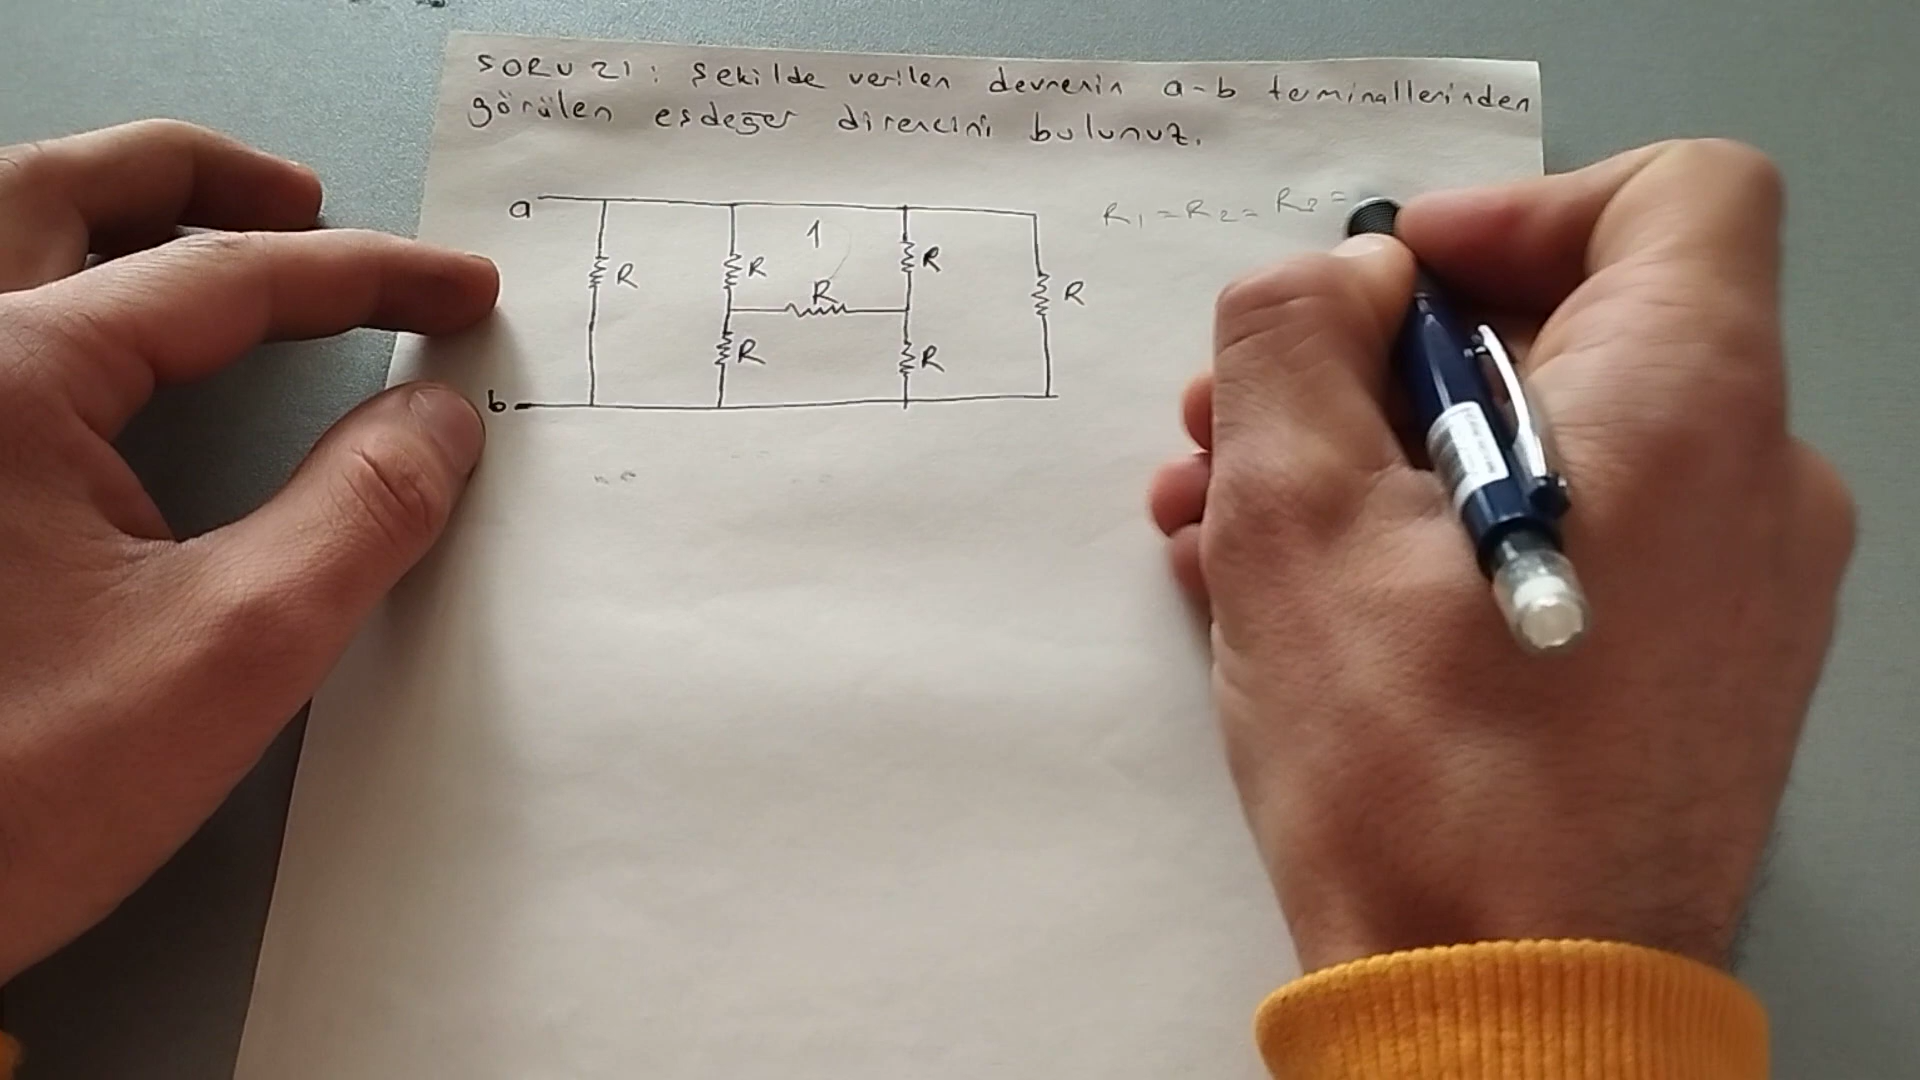 SORU 21: Şekilde verilen devrenin a-b terminallerinden
görülen eşdeğer direncini bulunuz.
a
R1 = R2 = R3 =
1
R
R
R
R
R
R
R
b